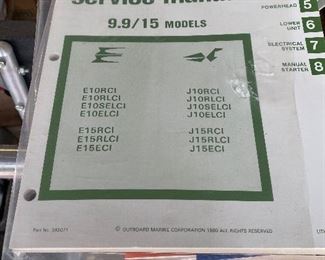 service manual
9.9/15 MODELS
E10RCI J10RCI
E10RLCI J10RLCI
E10SELCI J10SELCI
E10ELCI J10ELCI
E15RCI J15RCI
E15RLCI J15RLCI
E15ECI J15ECI
POWERHEAD 5
LOWER
UNIT 6
ELECTRICAL
SYSTEM 7
MANUAL
STARTER 8
© OUTBOARD MARINE CORPORATION 1980 ALL RIGHTS RESERVED